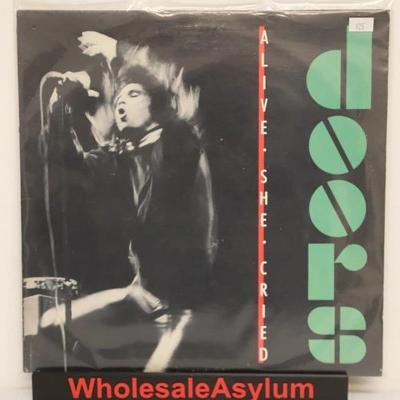 ALIVE · SHE · CRIED
doors
WholesaleAsylum